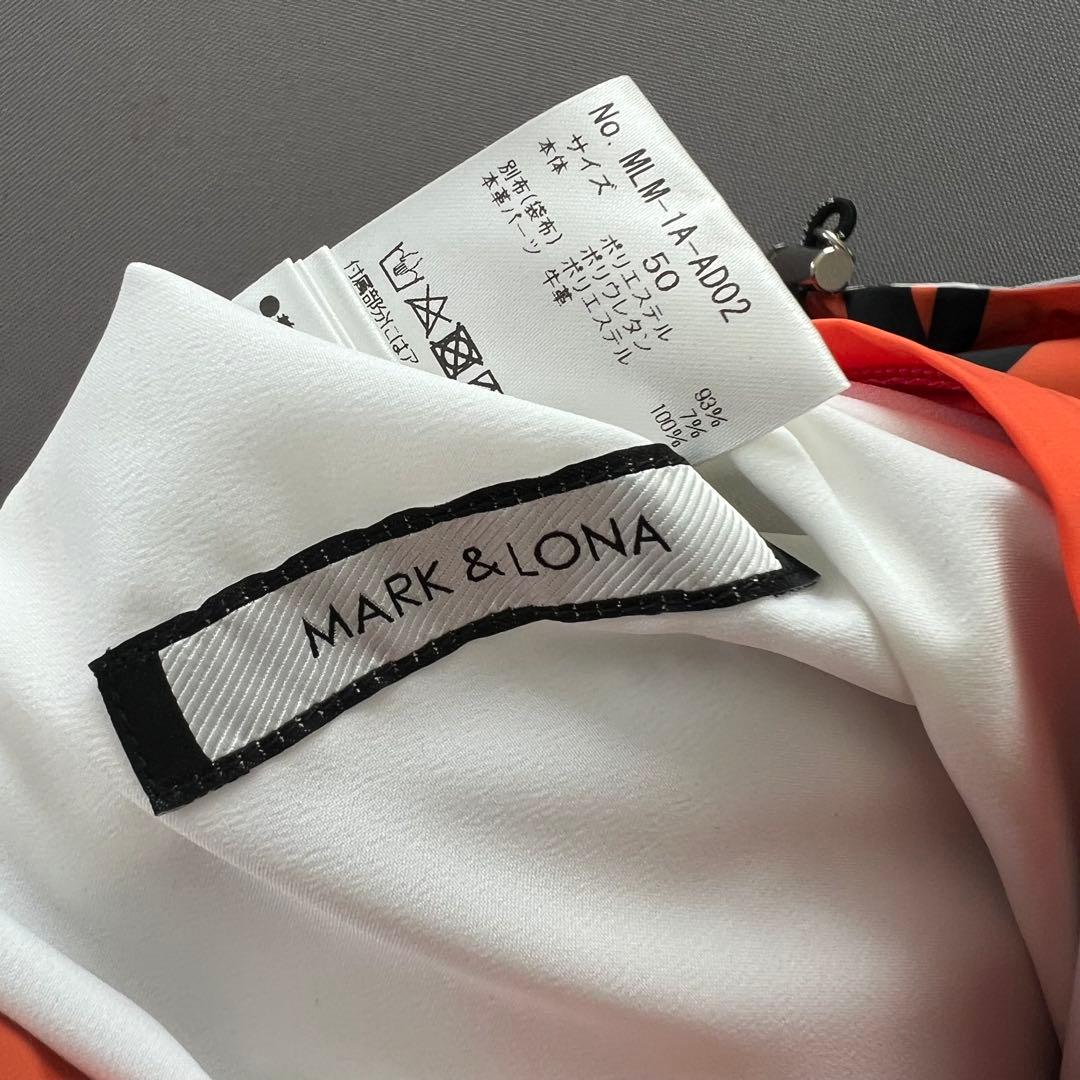 No. MLM-1A-AD02
サイズ 50
本体 ポリエステル 93%
ポリウレタン 7%
別布(袋布) ポリエステル 100%
本革パーツ 牛革
付属部分にはア
MARK & LONA